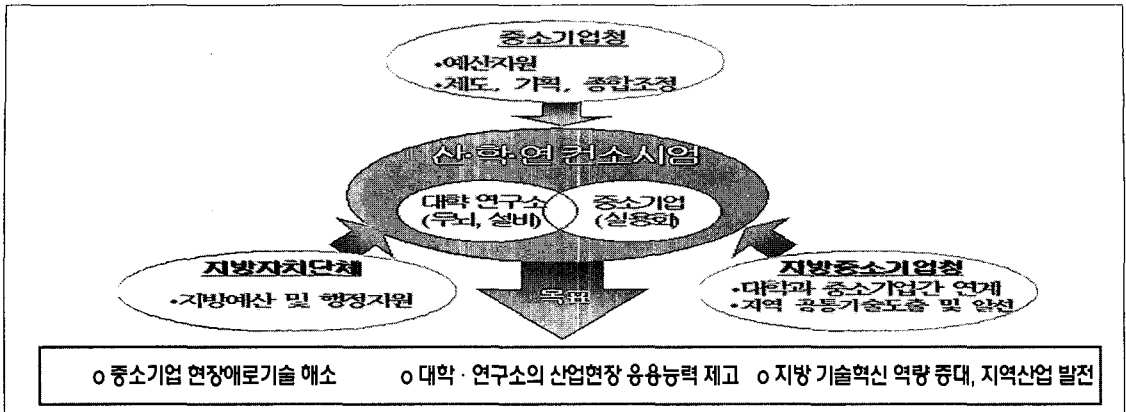 중소기업청
•예산지원
•제도, 기획, 종합조정
산·학·연 컨소시엄
대학 연구소
(두뇌, 설비)
중소기업
(실용화)
지방자치단체
•지방예산 및 행정지원
지방중소기업청
•대학과 중소기업간 연계
•지역 공통기술도출 및 알선
목표
o 중소기업 현장애로기술 해소
o 대학 · 연구소의 산업현장 응용능력 제고
o 지방 기술혁신 역량 증대, 지역산업 발전